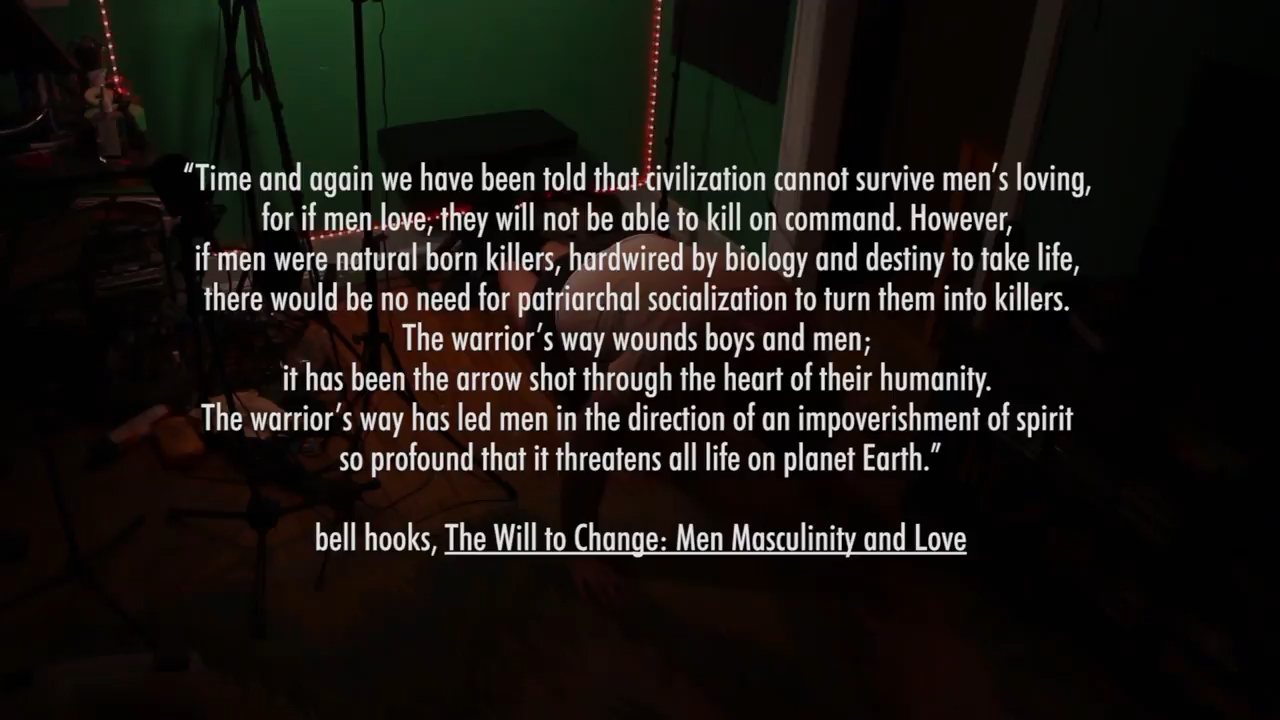 “Time and again we have been told that civilization cannot survive men’s loving,
for if men love, they will not be able to kill on command. However,
if men were natural born killers, hardwired by biology and destiny to take life,
there would be no need for patriarchal socialization to turn them into killers.
The warrior’s way wounds boys and men;
it has been the arrow shot through the heart of their humanity.
The warrior’s way has led men in the direction of an impoverishment of spirit
so profound that it threatens all life on planet Earth.”
bell hooks, The Will to Change: Men Masculinity and Love